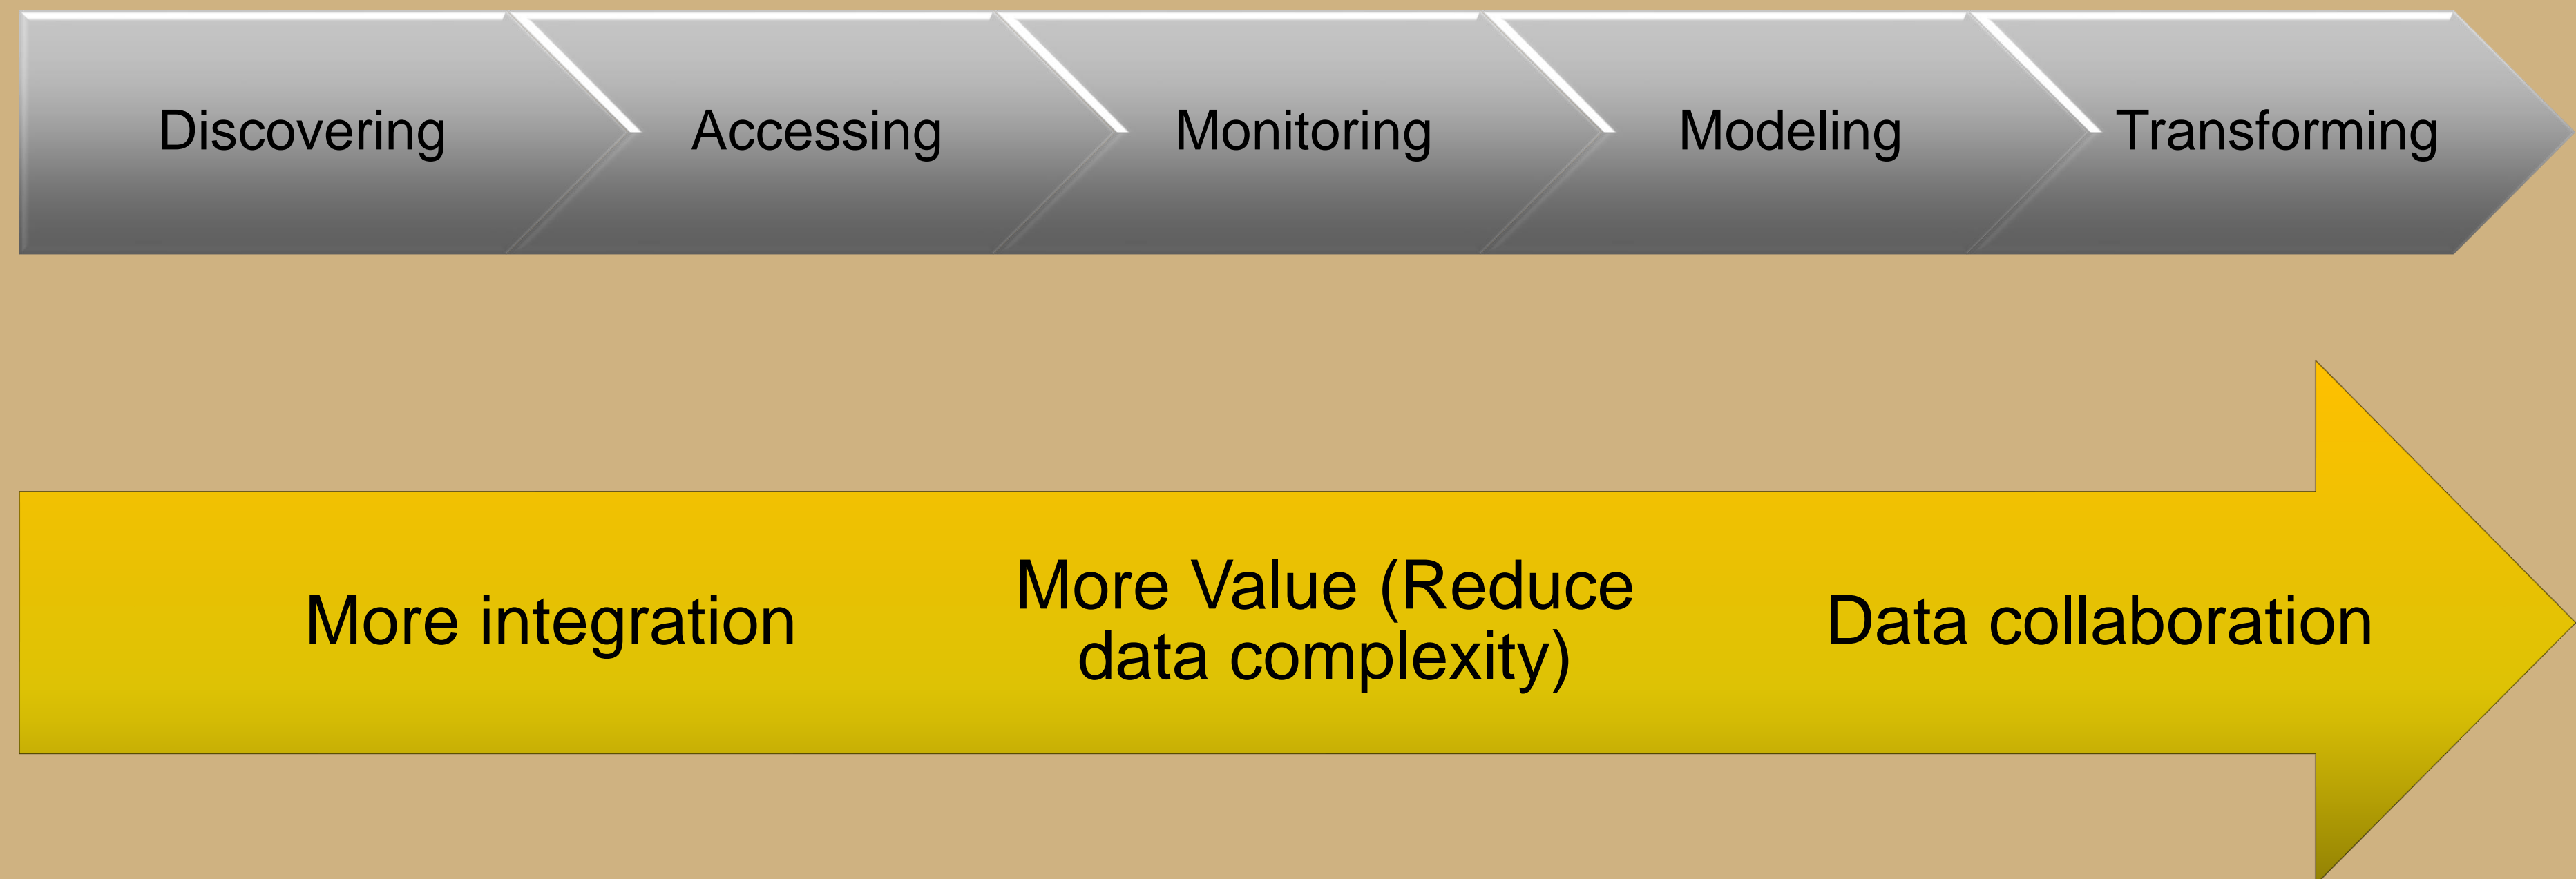 Discovering
Accessing
Monitoring
Modeling
Transforming
More integration
More Value (Reduce
data complexity)
Data collaboration